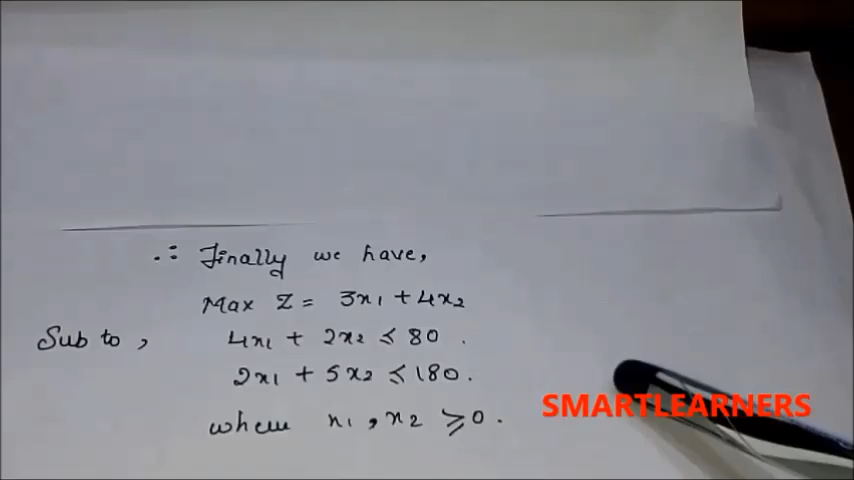 ∴ Finally we have,
Max Z = 3x₁ + 4x₂
Sub to, 4x₁ + 2x₂ ≤ 80.
2x₁ + 5x₂ ≤ 180.
where x₁, x₂ ≥ 0.
SMARTLEARNERS